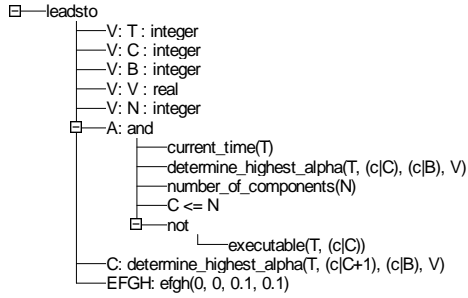 leadsto
V: T : integer
V: C : integer
V: B : integer
V: V : real
V: N : integer
A: and
current_time(T)
determine_highest_alpha(T, (c|C), (c|B), V)
number_of_components(N)
C <= N
not
executable(T, (c|C))
C: determine_highest_alpha(T, (c|C+1), (c|B), V)
EFGH: efgh(0, 0, 0.1, 0.1)